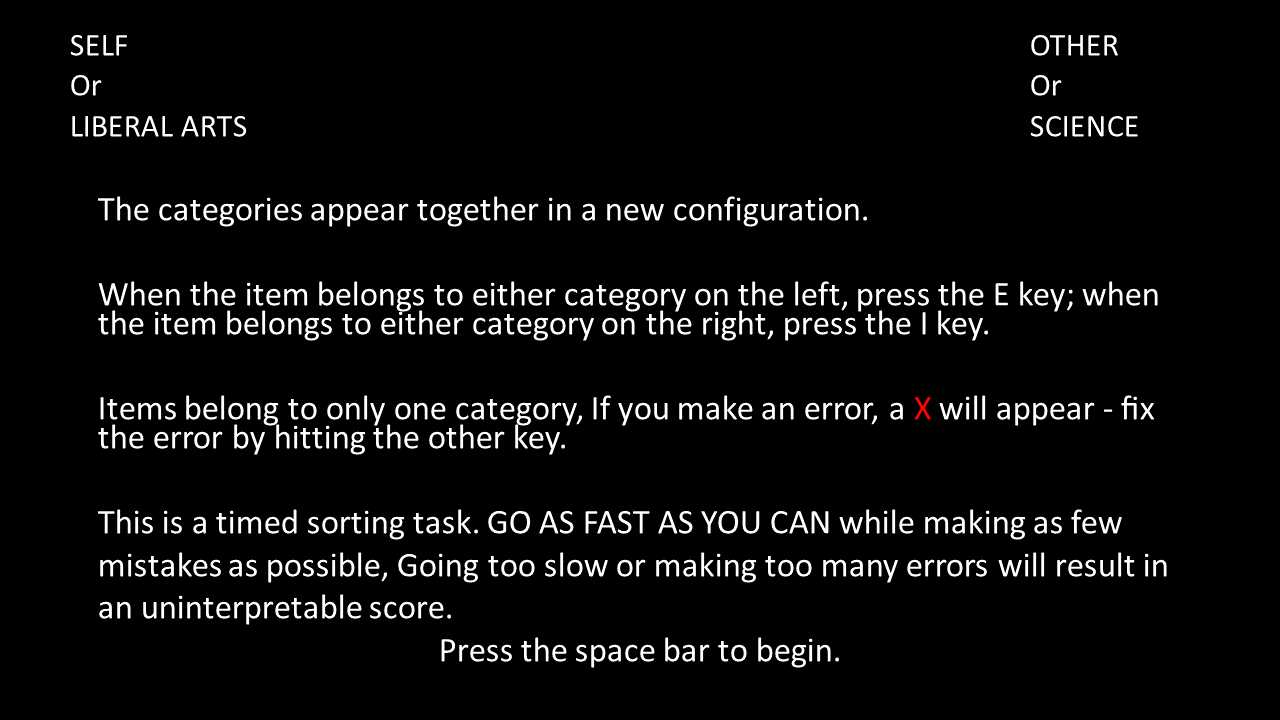 SELF
Or
LIBERAL ARTS
OTHER
Or
SCIENCE
The categories appear together in a new configuration.
When the item belongs to either category on the left, press the E key; when
the item belongs to either category on the right, press the I key.
Items belong to only one category, If you make an error, a X will appear - fix
the error by hitting the other key.
This is a timed sorting task. GO AS FAST AS YOU CAN while making as few
mistakes as possible, Going too slow or making too many errors will result in
an uninterpretable score.
Press the space bar to begin.